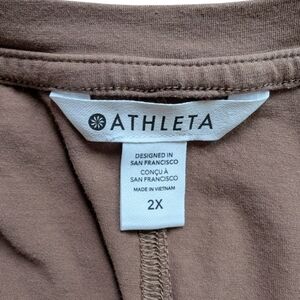 ATHLETA
DESIGNED IN
SAN FRANCISCO
CONÇU À
SAN FRANCISCO
MADE IN VIETNAM
2X